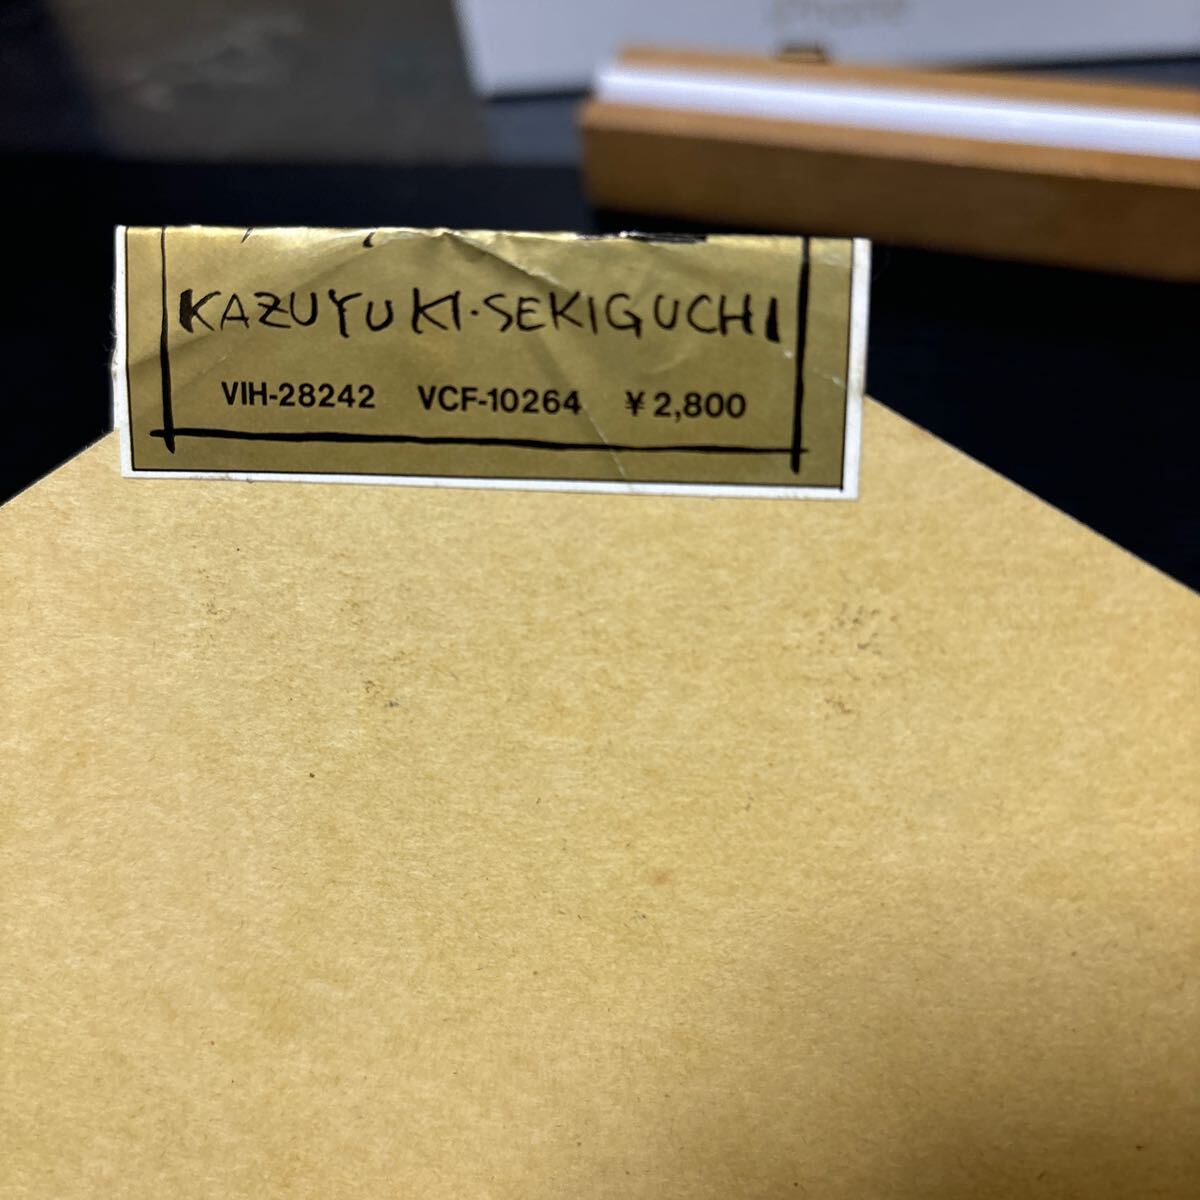 KAZUYUKI·SEKIGUCHI
VIH-28242 VCF-10264 ¥2,800